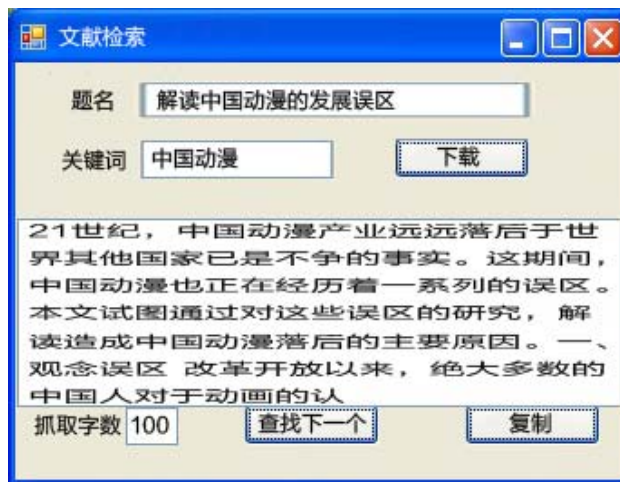 文献检索
题名 解读中国动漫的发展误区
关键词 中国动漫 下载
21世纪，中国动漫产业远远落后于世
界其他国家已是不争的事实。这期间，
中国动漫也正在经历着一系列的误区。
本文试图通过对这些误区的研究，解
读造成中国动漫落后的主要原因。一、
观念误区 改革开放以来，绝大多数的
中国人对于动画的认
抓取字数 100 查找下一个 复制